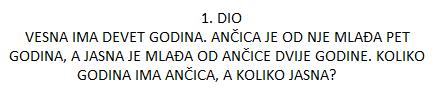 1. DIO
VESNA IMA DEVET GODINA. ANČICA JE OD NJE MLAĐA PET
GODINA, A JASNA JE MLAĐA OD ANČICE DVIJE GODINE. KOLIKO
GODINA IMA ANČICA, A KOLIKO JASNA?